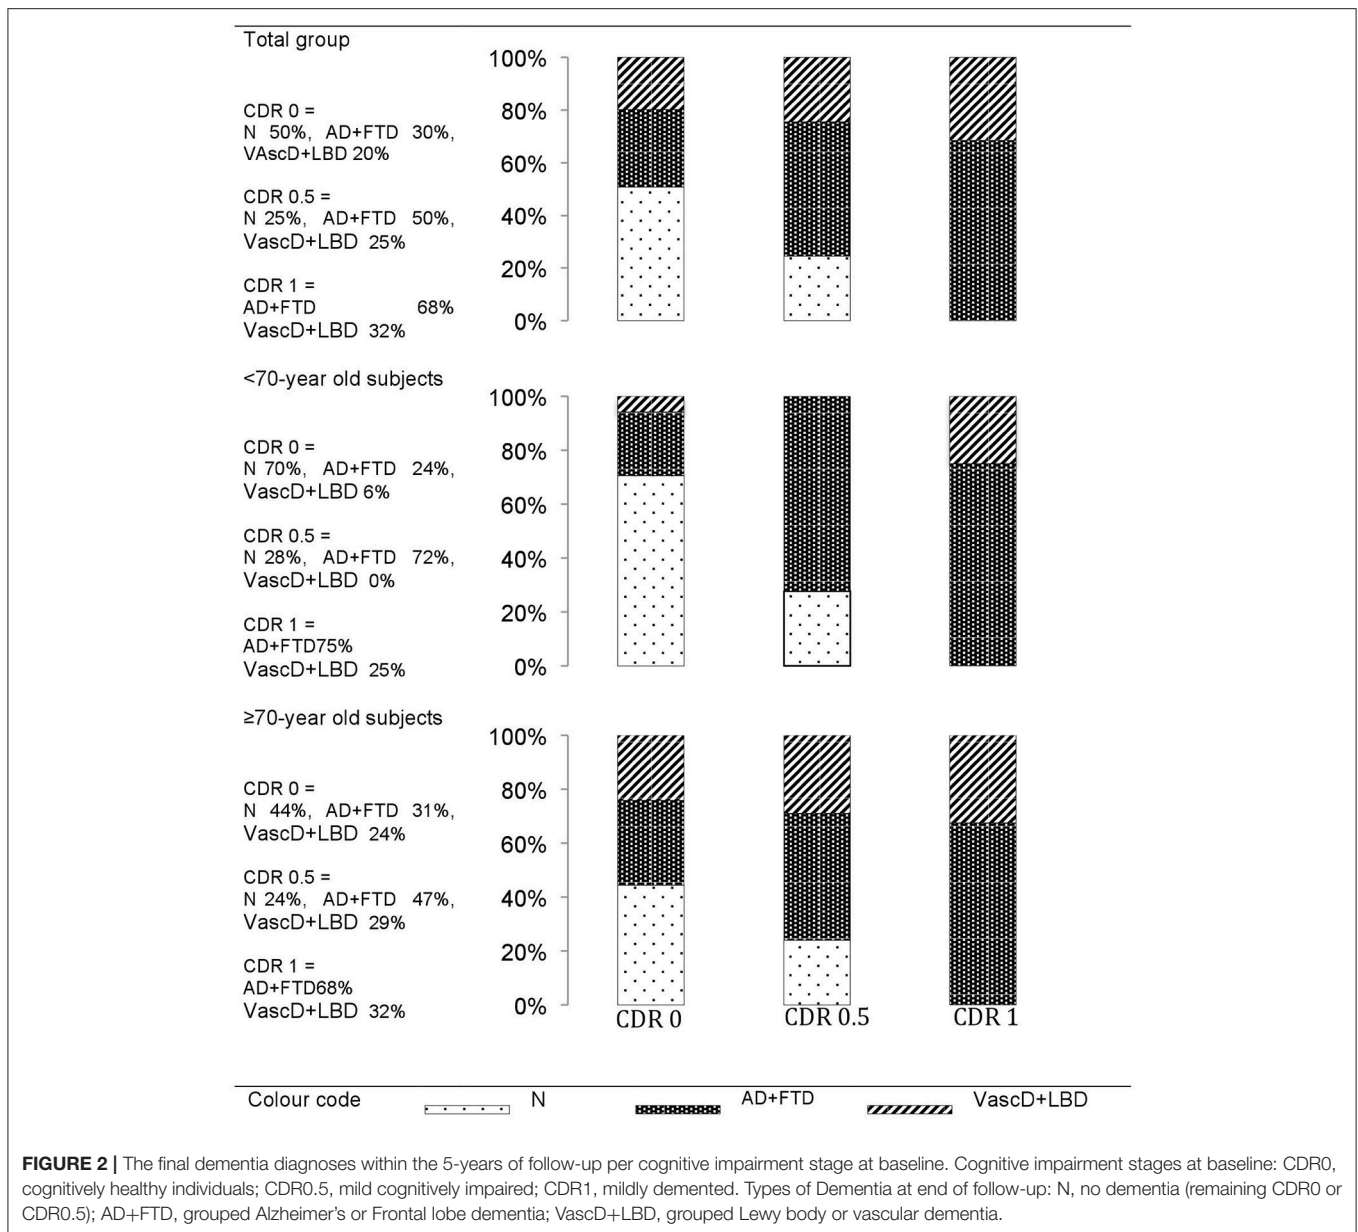 Total group
CDR 0 =
N 50%, AD+FTD 30%,
VAscD+LBD 20%
CDR 0.5 =
N 25%, AD+FTD 50%,
VascD+LBD 25%
CDR 1 =
AD+FTD 68%
VascD+LBD 32%
100%
80%
60%
40%
20%
0%
<70-year old subjects
CDR 0 =
N 70%, AD+FTD 24%,
VascD+LBD 6%
CDR 0.5 =
N 28%, AD+FTD 72%,
VascD+LBD 0%
CDR 1 =
AD+FTD75%
VascD+LBD 25%
100%
80%
60%
40%
20%
0%
≥70-year old subjects
CDR 0 =
N 44%, AD+FTD 31%,
VascD+LBD 24%
CDR 0.5 =
N 24%, AD+FTD 47%,
VascD+LBD 29%
CDR 1 =
AD+FTD68%
VascD+LBD 32%
100%
80%
60%
40%
20%
0%
CDR 0 CDR 0.5 CDR 1
Colour code N AD+FTD VascD+LBD
FIGURE 2 | The final dementia diagnoses within the 5-years of follow-up per cognitive impairment stage at baseline. Cognitive impairment stages at baseline: CDR0,
cognitively healthy individuals; CDR0.5, mild cognitively impaired; CDR1, mildly demented. Types of Dementia at end of follow-up: N, no dementia (remaining CDR0 or
CDR0.5); AD+FTD, grouped Alzheimer's or Frontal lobe dementia; VascD+LBD, grouped Lewy body or vascular dementia.